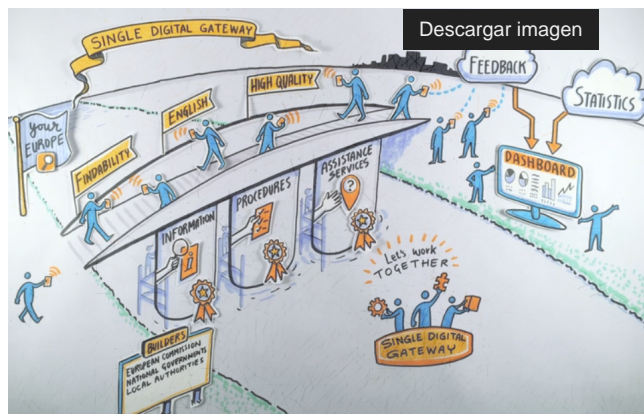 Descargar imagen
SINGLE DIGITAL GATEWAY
your
EUROPE
FINDABILITY
ENGLISH
HIGH QUALITY
FEEDBACK
STATISTICS
DASHBOARD
INFORMATION
i
PROCEDURES
ASSISTANCE
SERVICES
?
Let's work
TOGETHER
SINGLE DIGITAL
GATEWAY
BUILDERS
EUROPEAN COMMISSION
NATIONAL GOVERNMENTS
LOCAL AUTHORITIES